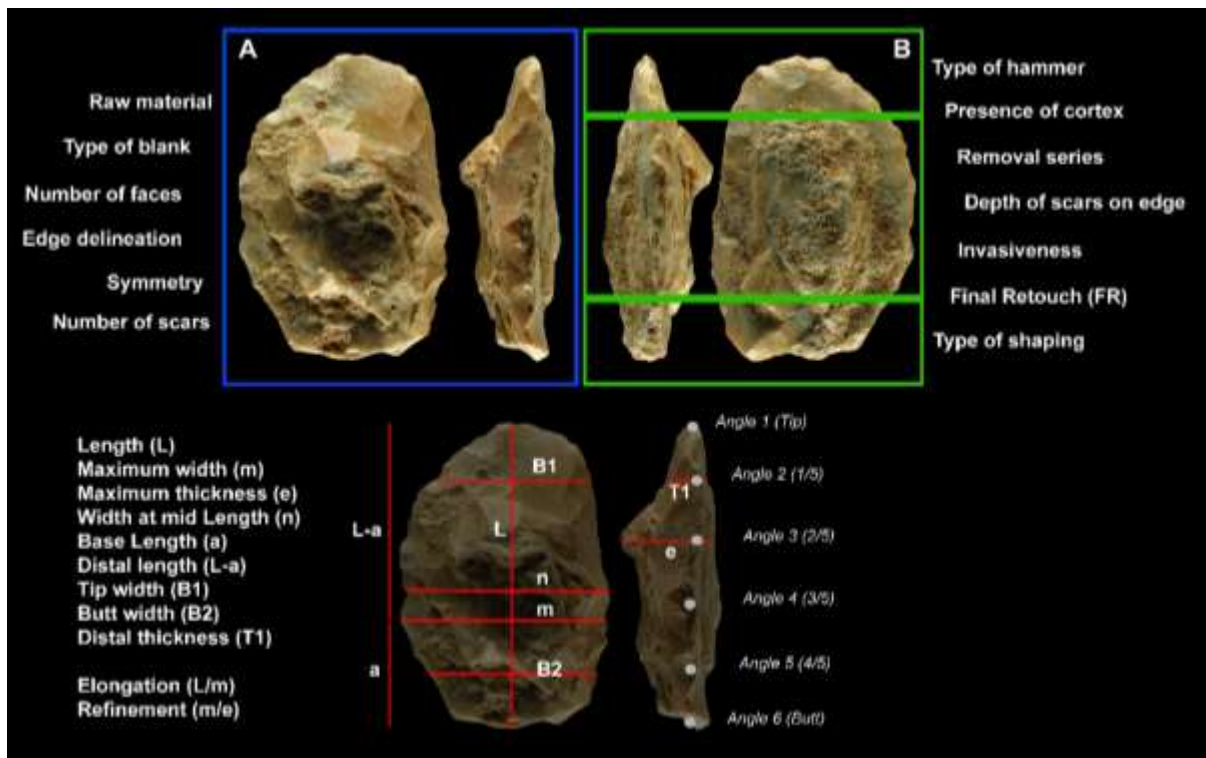 A
B
Raw material
Type of blank
Number of faces
Edge delineation
Symmetry
Number of scars
Type of hammer
Presence of cortex
Removal series
Depth of scars on edge
Invasiveness
Final Retouch (FR)
Type of shaping
Length (L)
Maximum width (m)
Maximum thickness (e)
Width at mid Length (n)
Base Length (a)
Distal length (L-a)
Tip width (B1)
Butt width (B2)
Distal thickness (T1)
Elongation (L/m)
Refinement (m/e)
L-a
a
B1
L
n
m
B2
T1
e
Angle 1 (Tip)
Angle 2 (1/5)
Angle 3 (2/5)
Angle 4 (3/5)
Angle 5 (4/5)
Angle 6 (Butt)